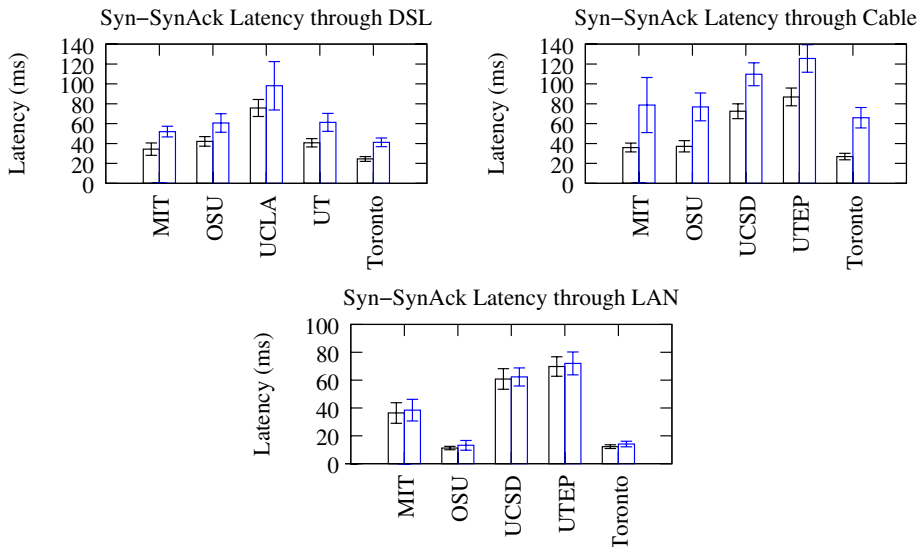 Syn−SynAck Latency through DSL
Latency (ms)
140
120
100
80
60
40
20
0
MIT
OSU
UCLA
UT
Toronto
Syn−SynAck Latency through Cable
Latency (ms)
140
120
100
80
60
40
20
0
MIT
OSU
UCSD
UTEP
Toronto
Syn−SynAck Latency through LAN
Latency (ms)
100
80
60
40
20
0
MIT
OSU
UCSD
UTEP
Toronto